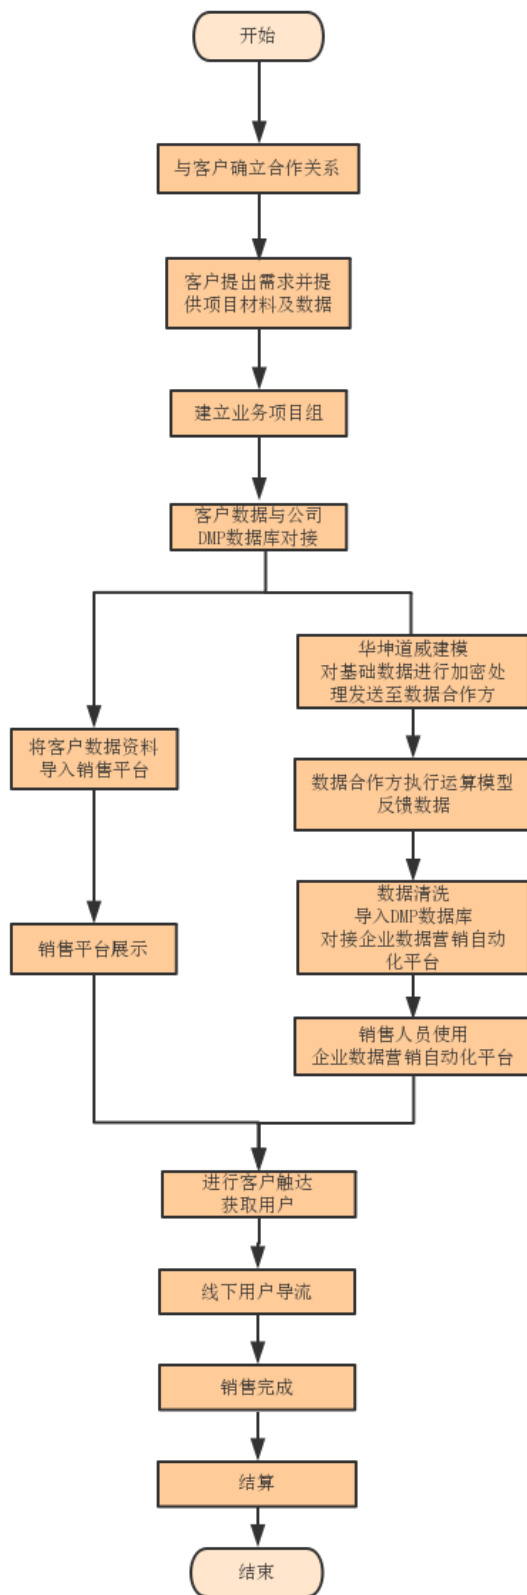 开始
与客户确立合作关系
客户提出需求并提
供项目材料及数据
建立业务项目组
客户数据与公司
DMP数据库对接
将客户数据资料
导入销售平台
销售平台展示
华坤道威建模
对基础数据进行加密处
理发送至数据合作方
数据合作方执行运算模型
反馈数据
数据清洗
导入DMP数据库
对接企业数据营销自动
化平台
销售人员使用
企业数据营销自动化平台
进行客户触达
获取用户
线下用户导流
销售完成
结算
结束